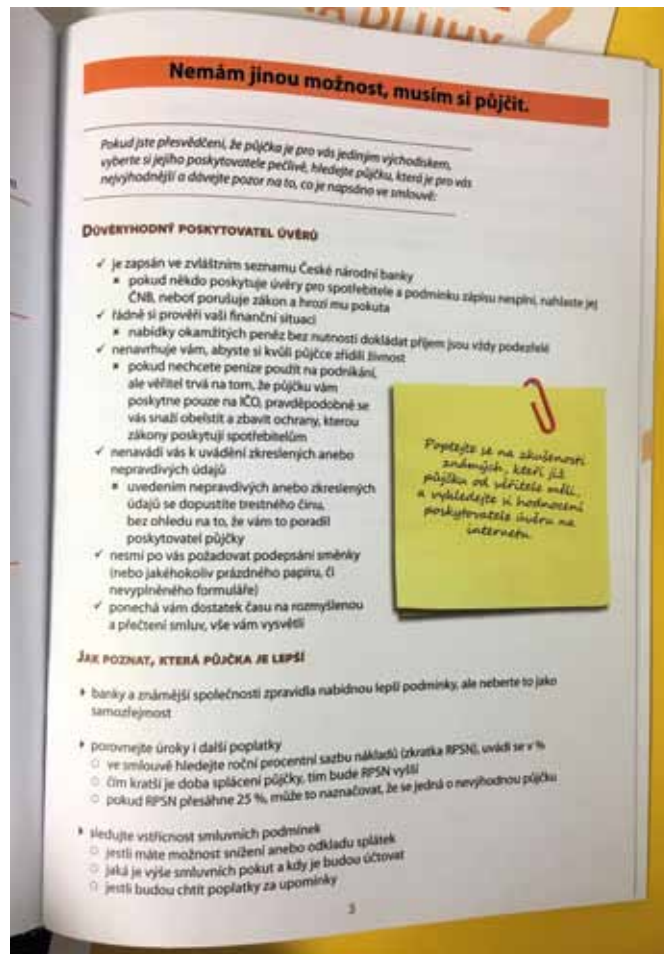 NA DLUHY
Nemám jinou možnost, musím si půjčit.
Pokud jste přesvědčení, že půjčka je pro vás jediným východiskem,
vyberte si jejího poskytovatele pečlivě, hledejte půjčku, která je pro vás
nejvýhodnější a dávejte pozor na to, co je napsáno ve smlouvě:
DŮVĚRYHODNÝ POSKYTOVATEL ÚVĚRŮ
✓ je zapsán ve zvláštním seznamu České národní banky
▪ pokud někdo poskytuje úvěry pro spotřebitele a podmínku zápisu nesplní, nahlaste jej
ČNB, neboť porušuje zákon a hrozí mu pokuta
✓ řádně si prověří vaši finanční situaci
▪ nabídky okamžitých peněz bez nutnosti dokládat příjem jsou vždy podezřelé
✓ nenavrhuje vám, abyste si kvůli půjčce zřídili živnost
▪ pokud nechcete peníze použít na podnikání,
ale věřitel trvá na tom, že půjčku vám
poskytne pouze na IČO, pravděpodobně se
vás snaží obelstít a zbavit ochrany, kterou
zákony poskytují spotřebitelům
✓ nenavádí vás k uvádění zkreslených anebo
nepravdivých údajů
▪ uvedením nepravdivých anebo zkreslených
údajů se dopustíte trestného činu,
bez ohledu na to, že vám to poradil
poskytovatel půjčky
✓ nesmí po vás požadovat podepsání směnky
(nebo jakéhokoliv prázdného papíru, či
nevyplněného formuláře)
✓ ponechá vám dostatek času na rozmyšlenou
a přečtení smluv, vše vám vysvětlí
Poptejte se na zkušenosti
známých, kteří již
půjčku od věřitele měli,
a vyhledejte si hodnocení
poskytovatele úvěru na
internetu.
JAK POZNAT, KTERÁ PŮJČKA JE LEPŠÍ
‣ banky a známější společnosti zpravidla nabídnou lepší podmínky, ale neberte to jako
samozřejmost
‣ porovnejte úroky i další poplatky
○ ve smlouvě hledejte roční procentní sazbu nákladů (zkratka RPSN), uvádí se v %
○ čím kratší je doba splácení půjčky, tím bude RPSN vyšší
○ pokud RPSN přesáhne 25 %, může to naznačovat, že se jedná o nevýhodnou půjčku
‣ sledujte vstřícnost smluvních podmínek
○ jestli máte možnost snížení anebo odkladu splátek
○ jaká je výše smluvních pokut a kdy je budou účtovat
○ jestli budou chtít poplatky za upomínky
3